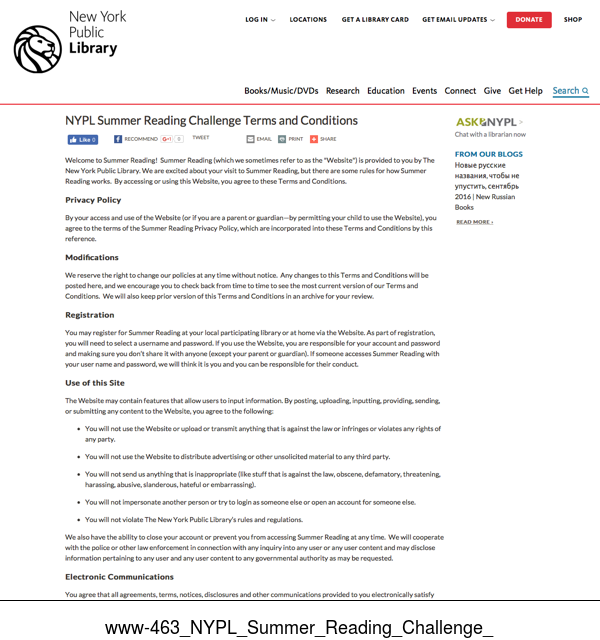 New York
Public
Library
LOG IN
LOCATIONS
GET A LIBRARY CARD
GET EMAIL UPDATES
DONATE
SHOP
Books/Music/DVDs Research Education Events Connect Give Get Help Search
NYPL Summer Reading Challenge Terms and Conditions
Like 0
RECOMMEND
G+1 0
TWEET
EMAIL
PRINT
SHARE
Welcome to Summer Reading! Summer Reading (which we sometimes refer to as the "Website") is provided to you by The
New York Public Library. We are excited about your visit to Summer Reading, but there are some rules for how Summer
Reading works. By accessing or using this Website, you agree to these Terms and Conditions.
Privacy Policy
By your access and use of the Website (or if you are a parent or guardian—by permitting your child to use the Website), you
agree to the terms of the Summer Reading Privacy Policy, which are incorporated into these Terms and Conditions by this
reference.
Modifications
We reserve the right to change our policies at any time without notice. Any changes to this Terms and Conditions will be
posted here, and we encourage you to check back from time to time to see the most current version of our Terms and
Conditions. We will also keep prior version of this Terms and Conditions in an archive for your review.
Registration
You may register for Summer Reading at your local participating library or at home via the Website. As part of registration,
you will need to select a username and password. If you use the Website, you are responsible for your account and password
and making sure you don't share it with anyone (except your parent or guardian). If someone accesses Summer Reading with
your user name and password, we will think it is you and you can be responsible for their conduct.
Use of this Site
The Website may contain features that allow users to input information. By posting, uploading, inputting, providing, sending,
or submitting any content to the Website, you agree to the following:
• You will not use the Website or upload or transmit anything that is against the law or infringes or violates any rights of
any party.
• You will not use the Website to distribute advertising or other unsolicited material to any third party.
• You will not send us anything that is inappropriate (like stuff that is against the law, obscene, defamatory, threatening,
harassing, abusive, slanderous, hateful or embarrassing).
• You will not impersonate another person or try to login as someone else or open an account for someone else.
• You will not violate The New York Public Library's rules and regulations.
We also have the ability to close your account or prevent you from accessing Summer Reading at any time. We will cooperate
with the police or other law enforcement in connection with any inquiry into any user or any user content and may disclose
information pertaining to any user and any user content to any governmental authority as may be requested.
Electronic Communications
You agree that all agreements, terms, notices, disclosures and other communications provided to you electronically satisfy
ASK NYPL >
Chat with a librarian now
FROM OUR BLOGS
Новые русские
названия, чтобы не
упустить, сентябрь
2016 | New Russian
Books
READ MORE ›
www-463_NYPL_Summer_Reading_Challenge_